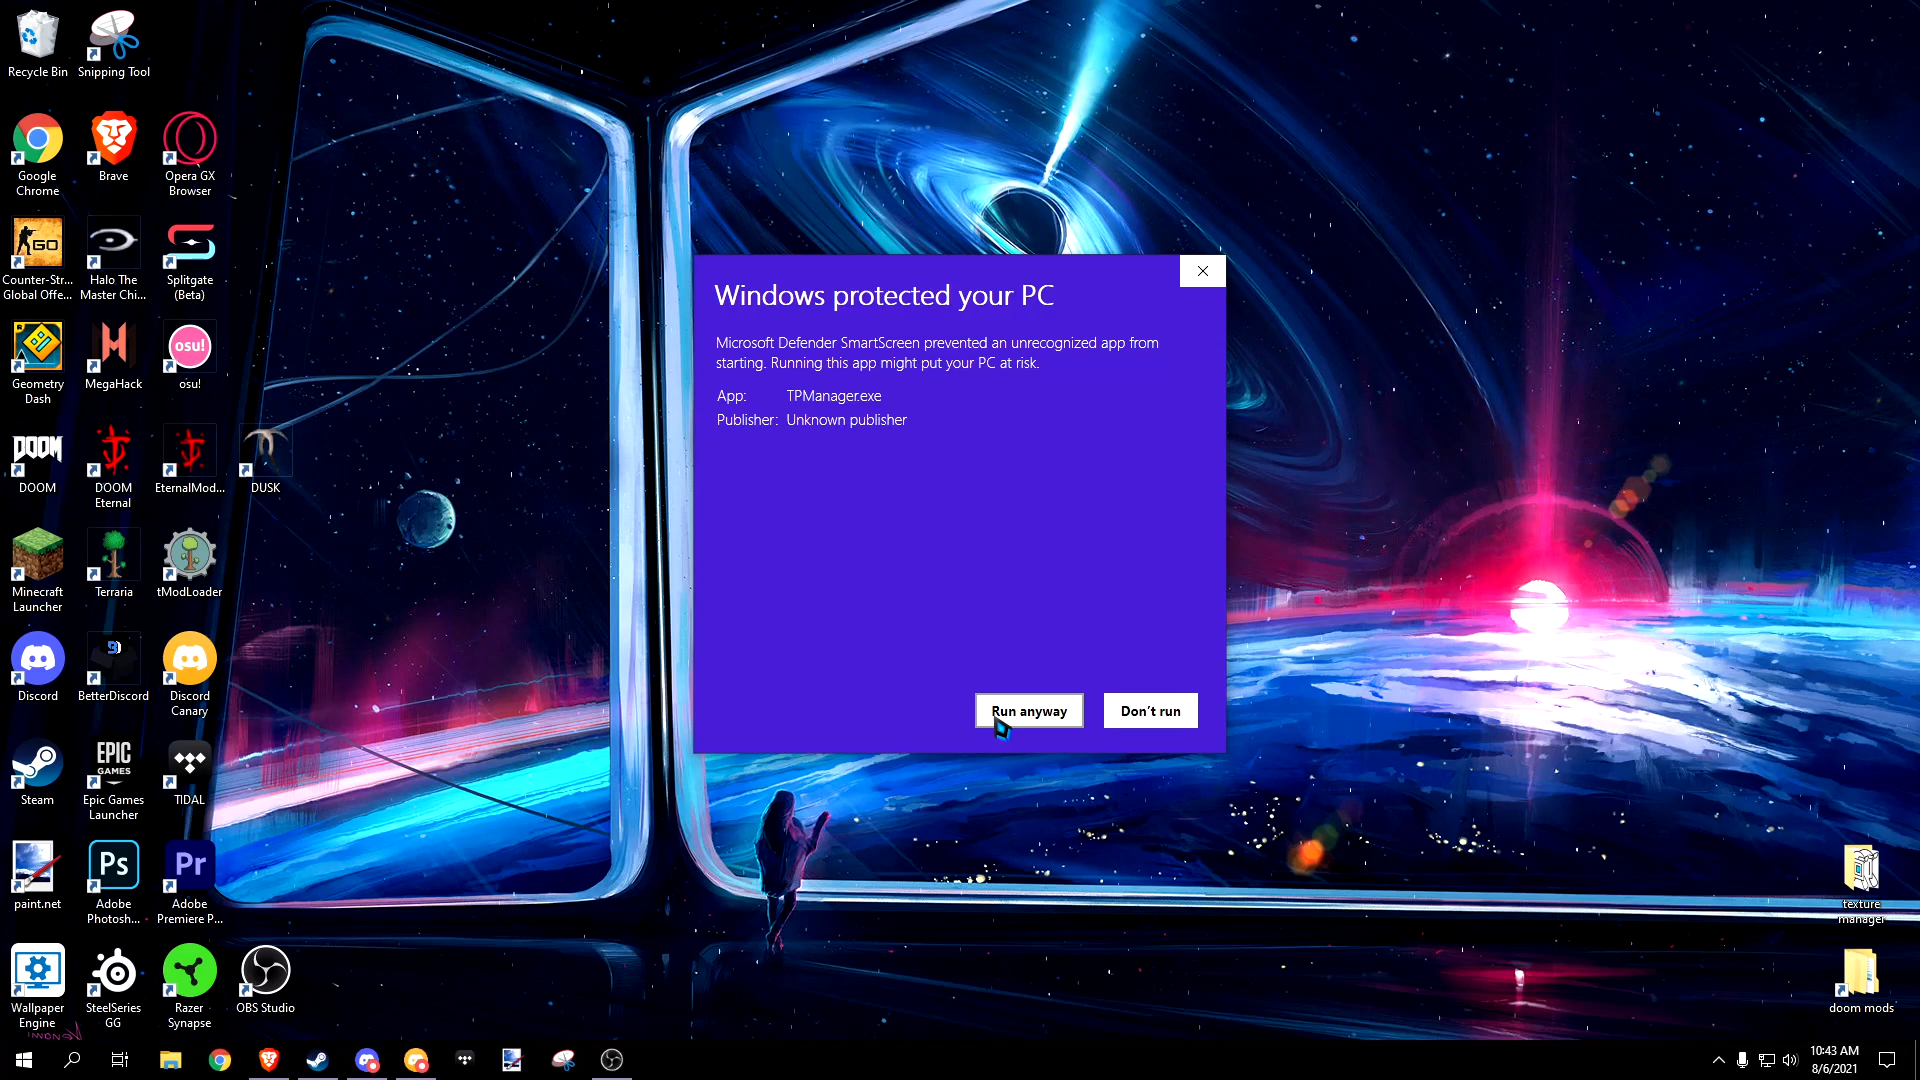 Recycle Bin
Snipping Tool
Google
Chrome
Brave
Opera GX
Browser
GO
Counter-Str...
Global Offe...
Halo The
Master Chi...
Splitgate
(Beta)
Geometry
Dash
MegaHack
osu!
osu!
DOOM
DOOM
DOOM
Eternal
EternalMod...
DUSK
Minecraft
Launcher
Terraria
tModLoader
Discord
BetterDiscord
Discord
Canary
Steam
EPIC
GAMES
Epic Games
Launcher
TIDAL
paint.net
Ps
Adobe
Photosh...
Pr
Adobe
Premiere P...
Wallpaper
Engine
SteelSeries
GG
Razer
Synapse
OBS Studio
Windows protected your PC
Microsoft Defender SmartScreen prevented an unrecognized app from
starting. Running this app might put your PC at risk.
App: TPManager.exe
Publisher: Unknown publisher
Run anyway
Don't run
texture
manager
doom mods
10:43 AM
8/6/2021